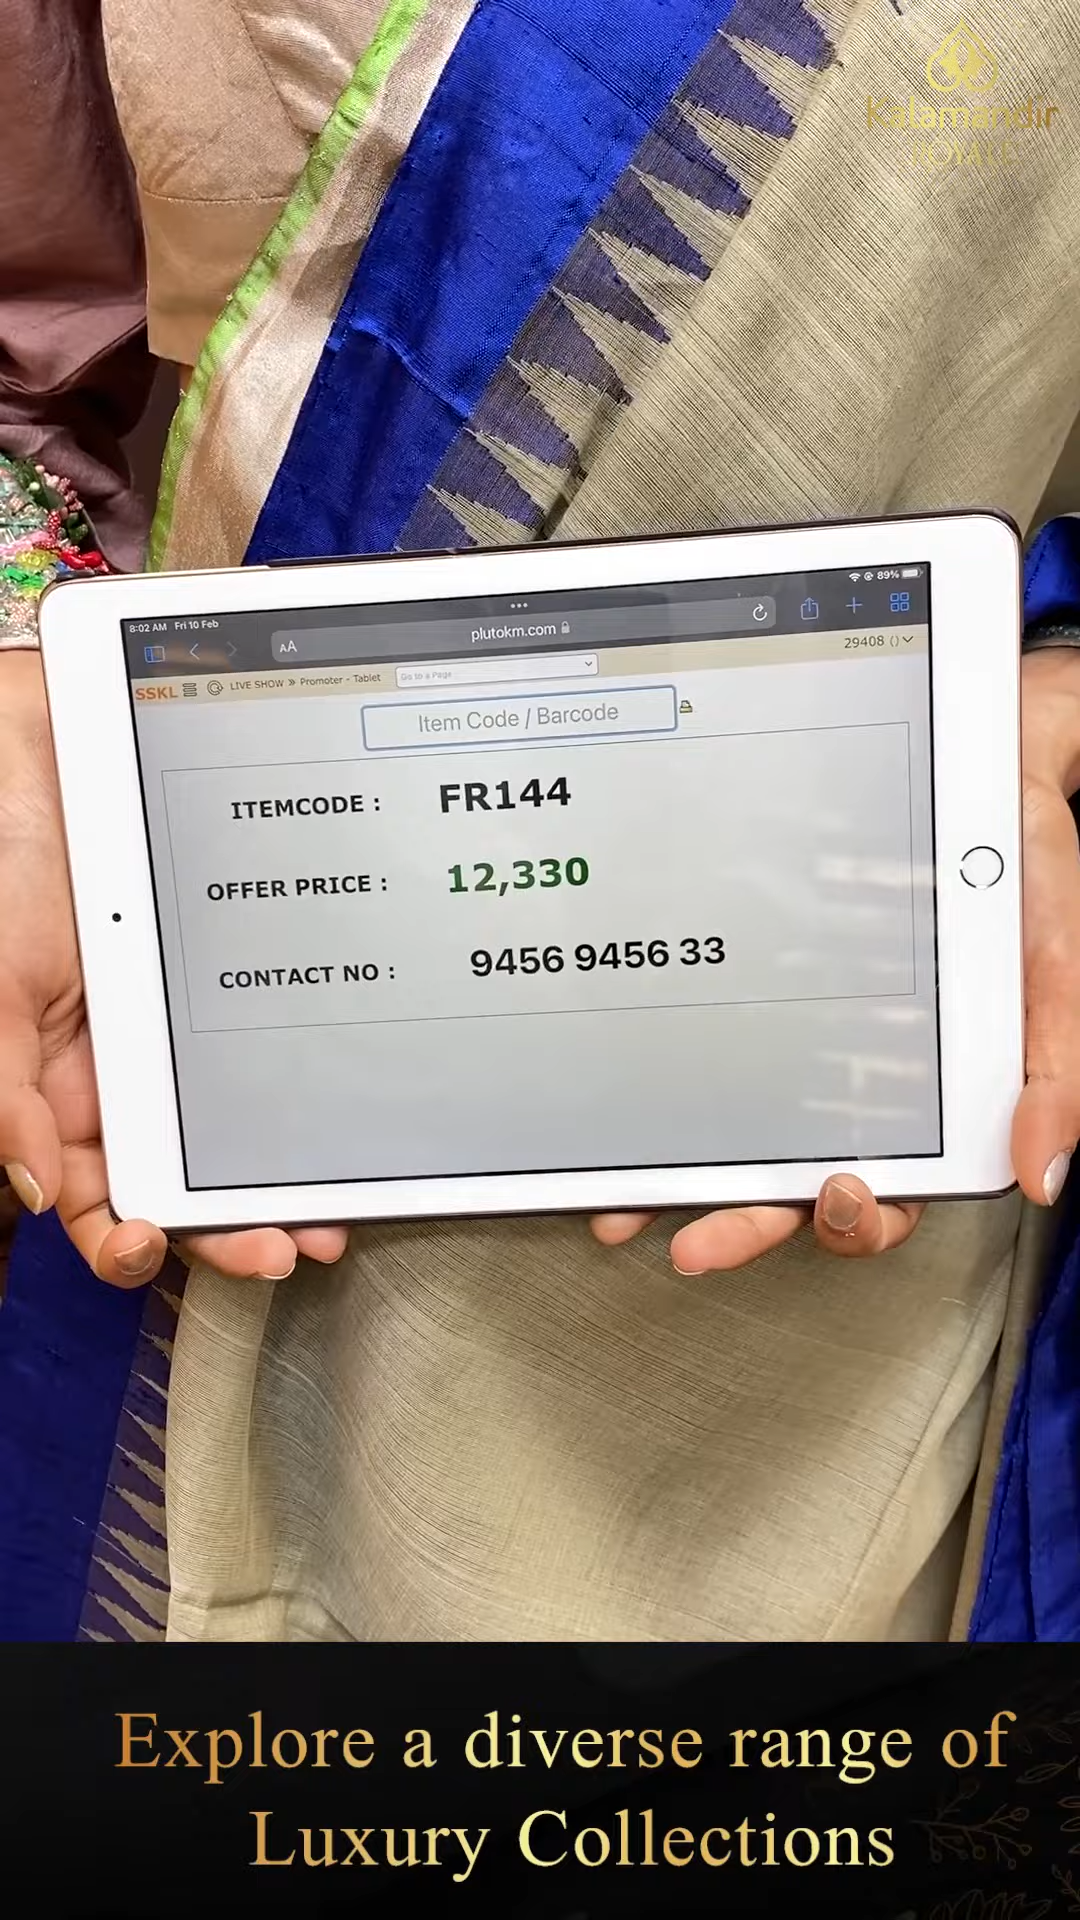 Kalamandir
ROYALE
8:02 AM Fri 10 Feb
89%
AA
plutokm.com
29408 ()
SSKL
LIVE SHOW » Promoter - Tablet
Go to a Page
Item Code / Barcode
ITEMCODE : FR144
OFFER PRICE : 12,330
CONTACT NO : 9456 9456 33
Explore a diverse range of
Luxury Collections